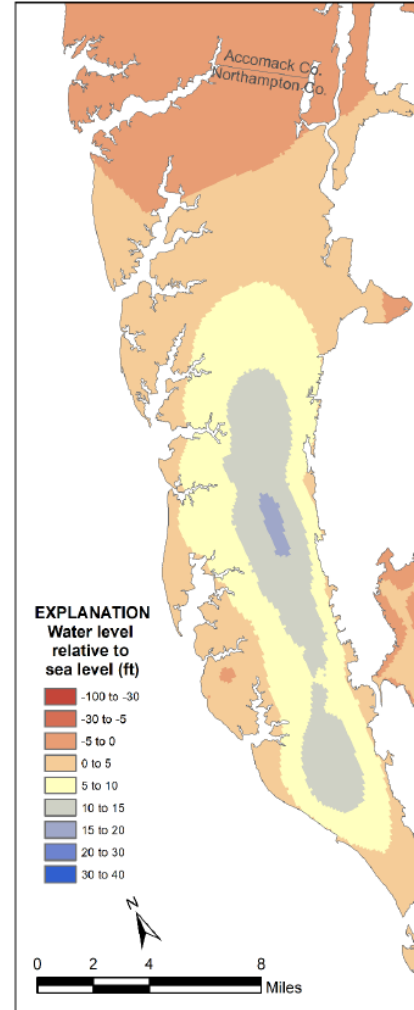 Accomack Co.
Northampton Co.
EXPLANATION
Water level
relative to
sea level (ft)
-100 to -30
-30 to -5
-5 to 0
0 to 5
5 to 10
10 to 15
15 to 20
20 to 30
30 to 40
N
0 2 4 8
Miles